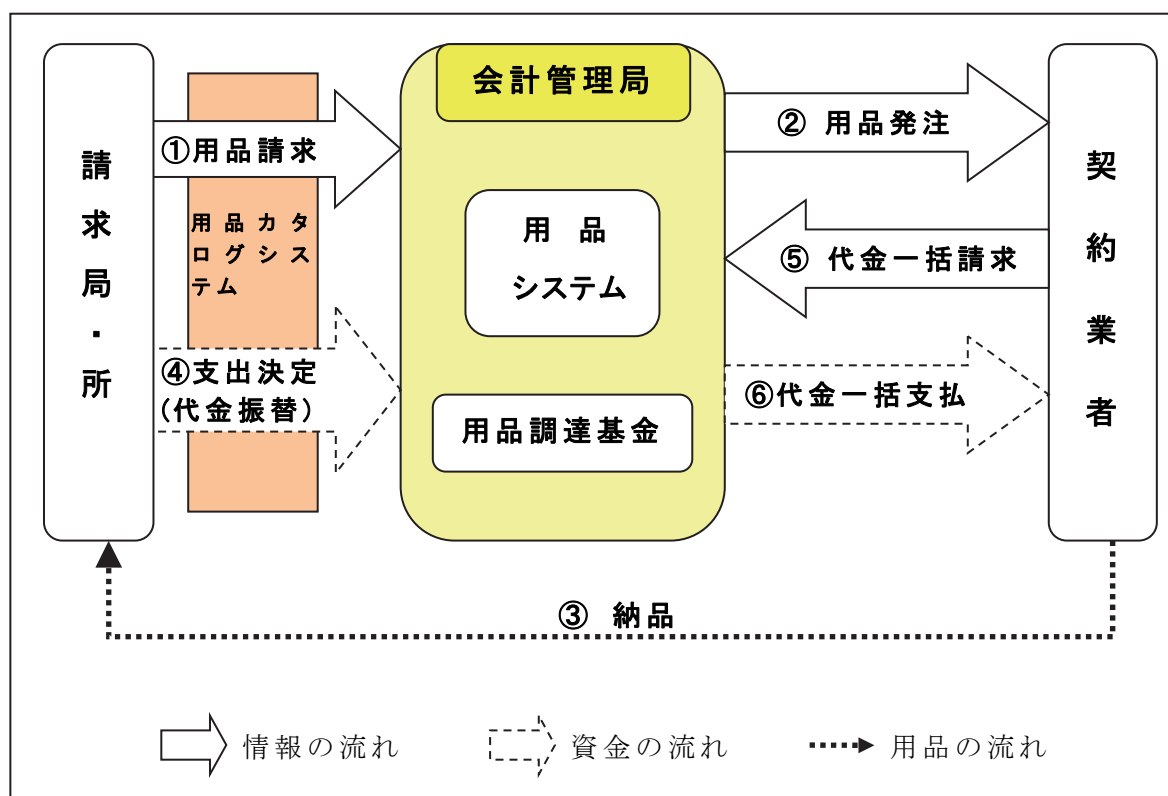 請求局・所
①用品請求
用品カタ
ログシス
テム
④支出決定
(代金振替)
会計管理局
用品
システム
用品調達基金
② 用品発注
⑤ 代金一括請求
⑥代金一括支払
契約業者
③ 納品
情報の流れ
資金の流れ
用品の流れ